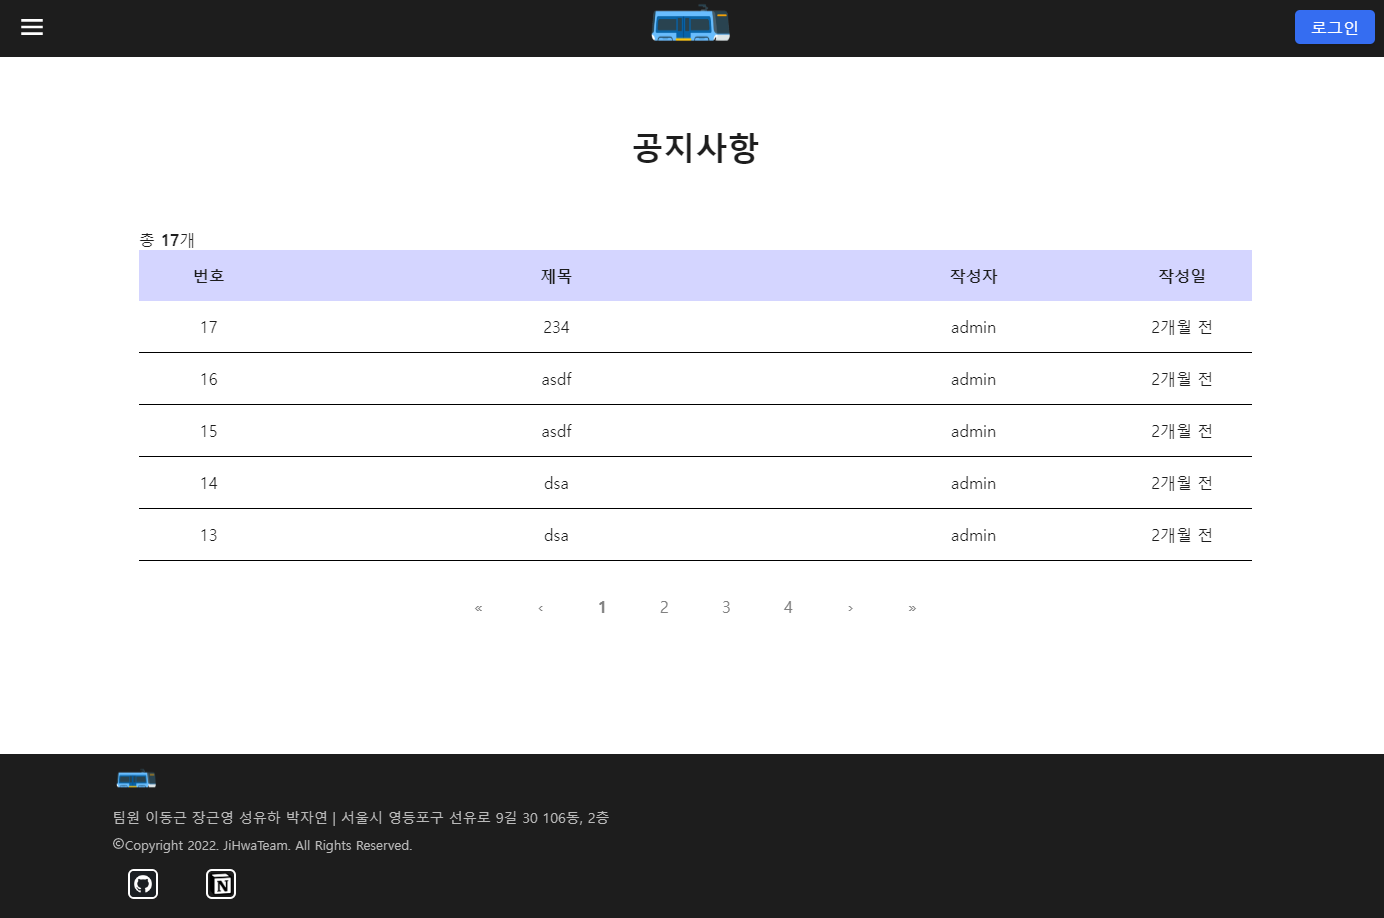 로그인
공지사항
총 17개
번호 제목 작성자 작성일
17 234 admin 2개월 전
16 asdf admin 2개월 전
15 asdf admin 2개월 전
14 dsa admin 2개월 전
13 dsa admin 2개월 전
« ‹ 1 2 3 4 › »
팀원 이동근 장근영 성유하 박자연 | 서울시 영등포구 선유로 9길 30 106동, 2층
©Copyright 2022. JiHwaTeam. All Rights Reserved.
N